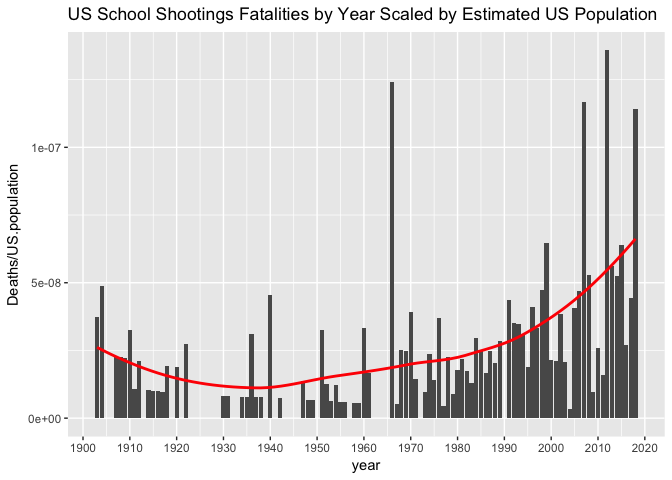 US School Shootings Fatalities by Year Scaled by Estimated US Population
Deaths/US.population
1e-07
5e-08
0e+00
1900 1910 1920 1930 1940 1950 1960 1970 1980 1990 2000 2010 2020
year